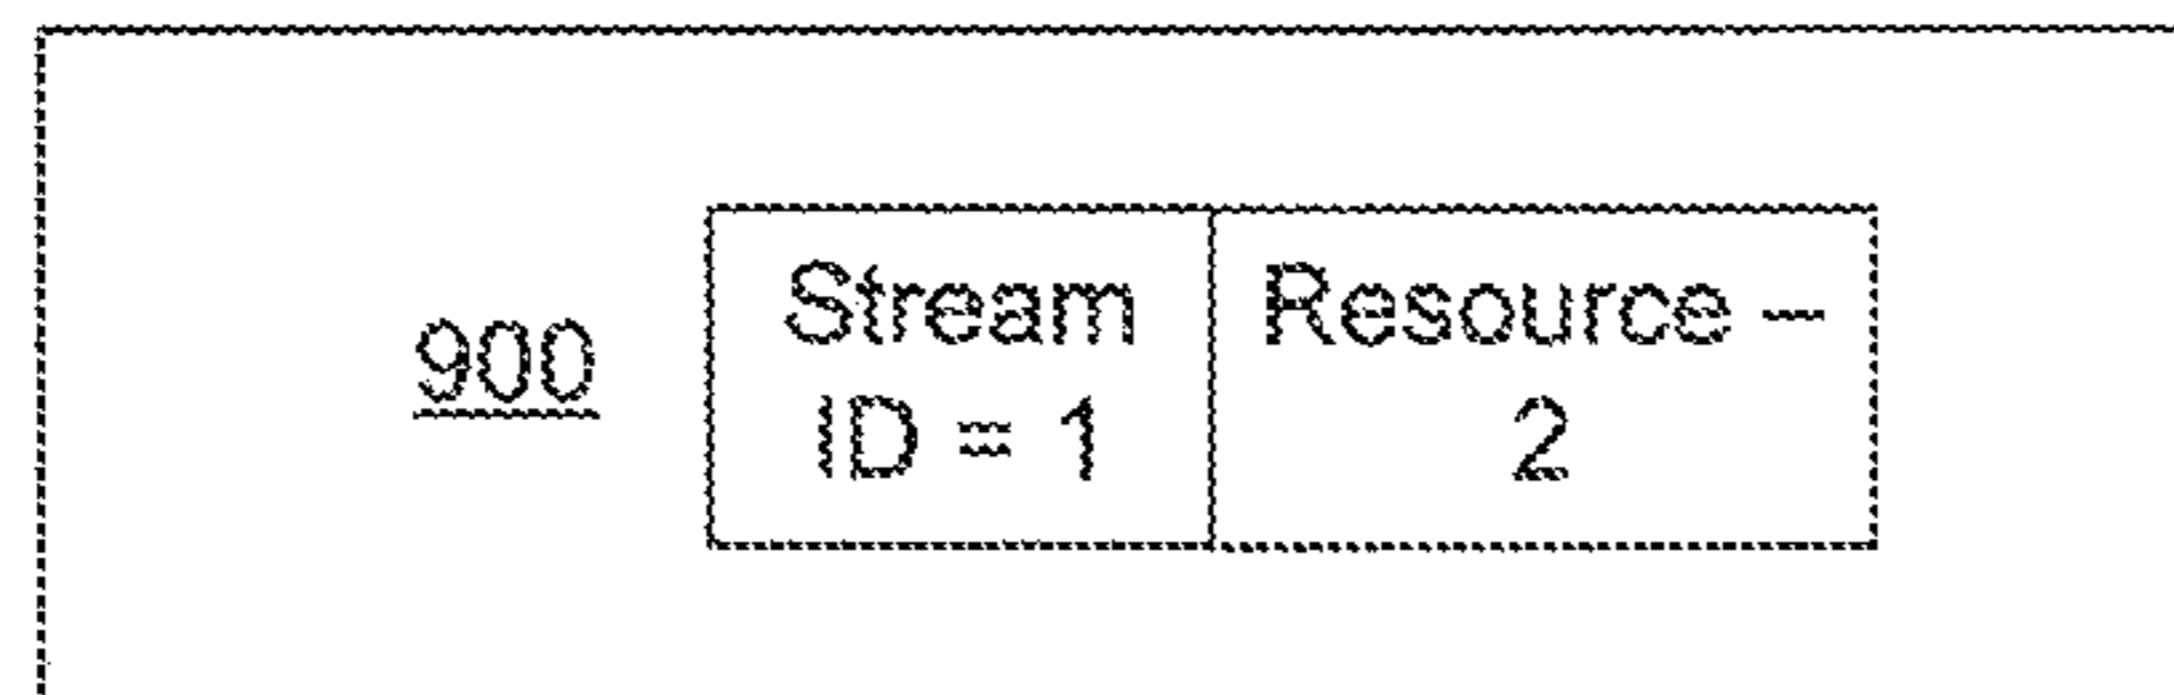 900
Stream
ID = 1
Resource –
2